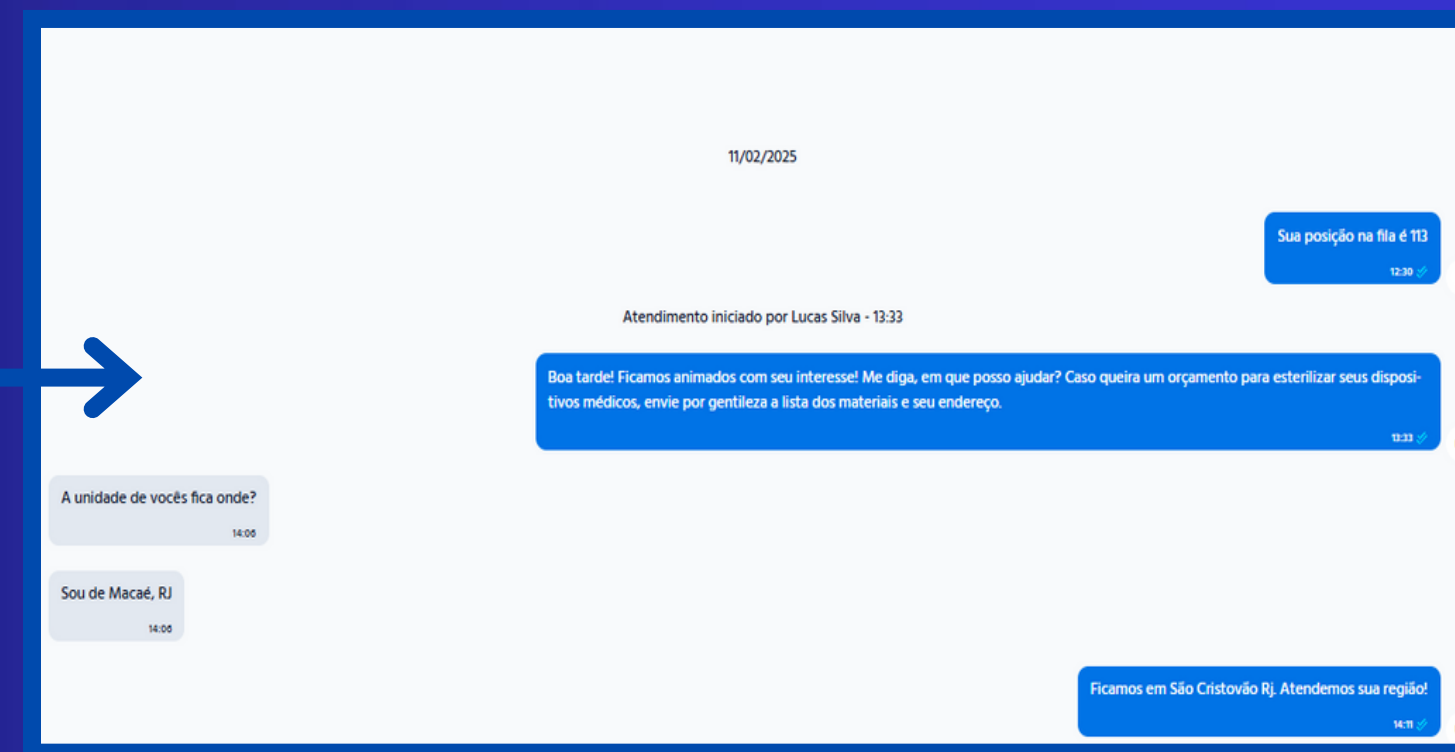 11/02/2025
Sua posição na fila é 113
12:30
Atendimento iniciado por Lucas Silva - 13:33
Boa tarde! Ficamos animados com seu interesse! Me diga, em que posso ajudar? Caso queira um orçamento para esterilizar seus disposi-
tivos médicos, envie por gentileza a lista dos materiais e seu endereço.
13:33
A unidade de vocês fica onde?
14:06
Sou de Macaé, RJ
14:06
Ficamos em São Cristovão Rj. Atendemos sua região!
14:11